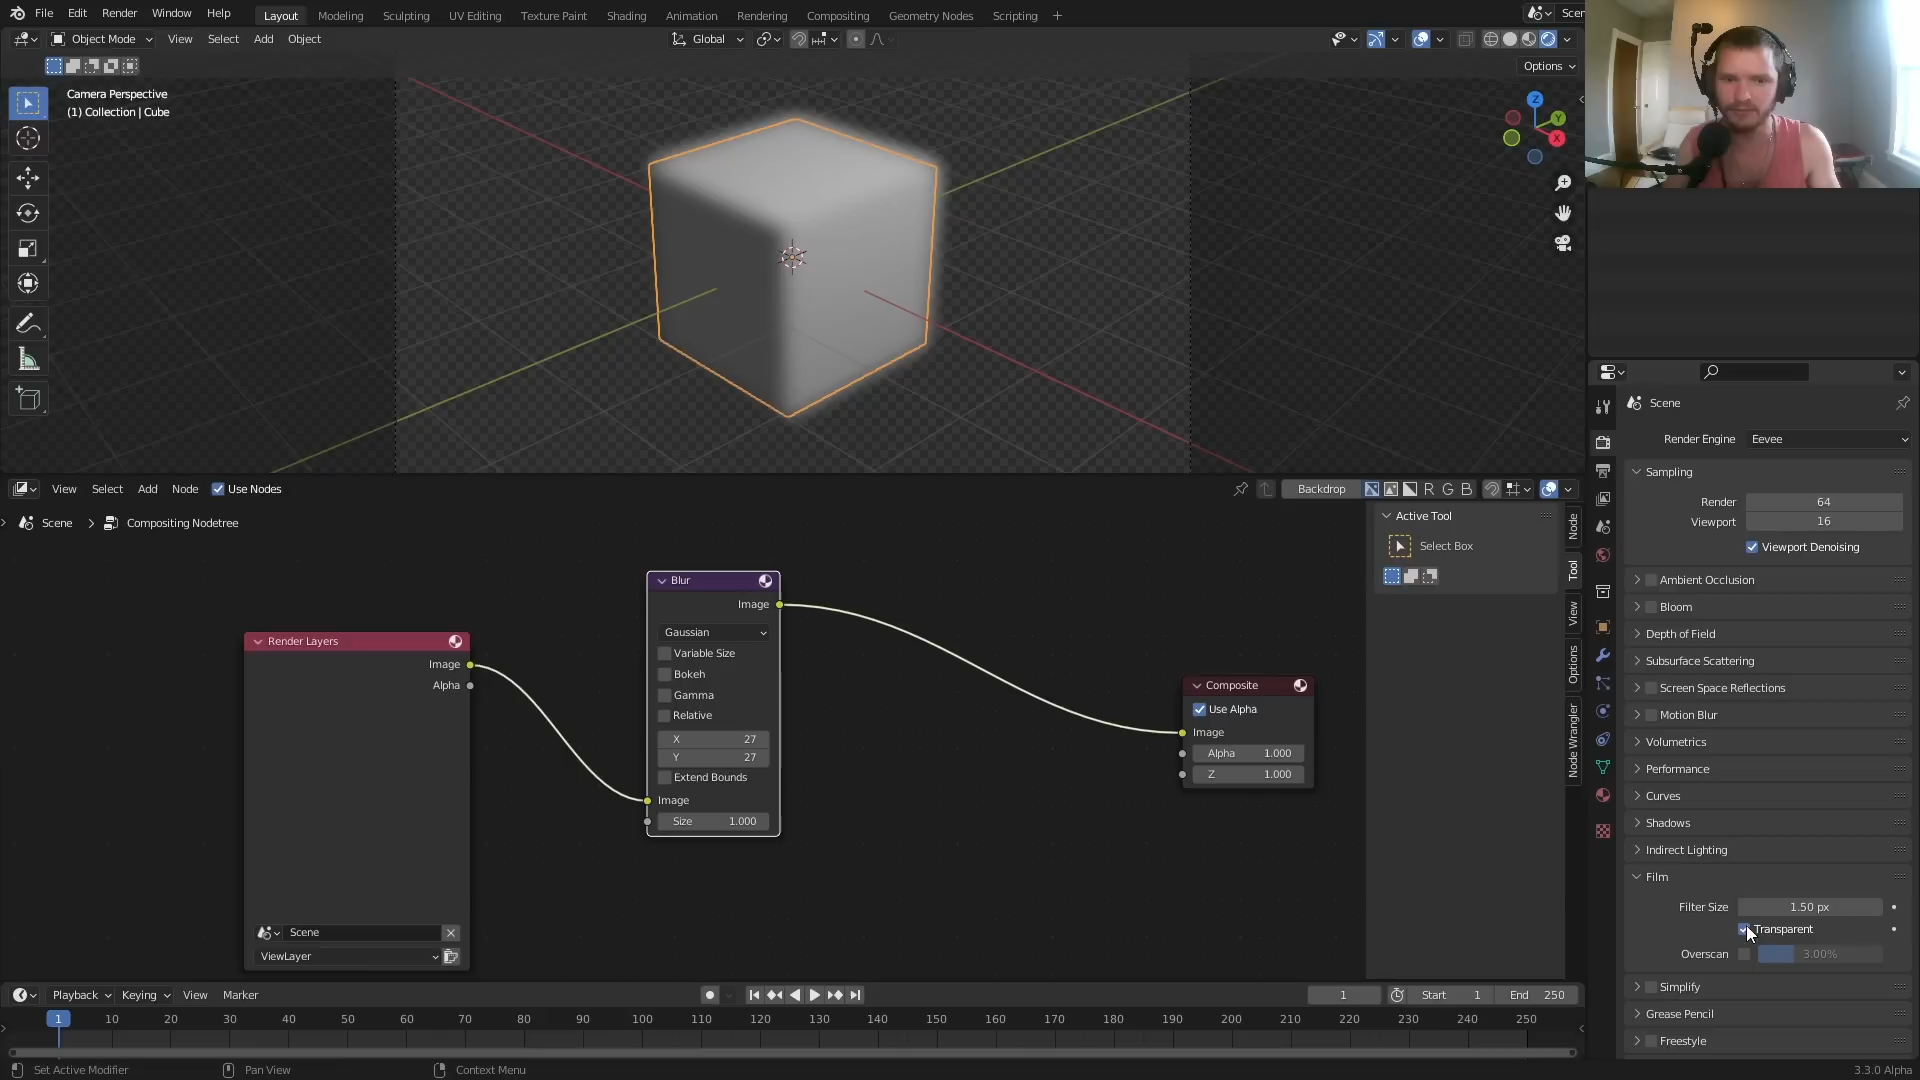 File Edit Render Window Help Layout Modeling Sculpting UV Editing Texture Paint Shading Animation Rendering Compositing Geometry Nodes Scripting + Scen
Object Mode View Select Add Object Global
Options
Camera Perspective
(1) Collection | Cube
Z
Y
X
Scene
Render Engine Eevee
Sampling
Render 64
Viewport 16
Viewport Denoising
Ambient Occlusion
Bloom
Depth of Field
Subsurface Scattering
Screen Space Reflections
Motion Blur
Volumetrics
Performance
Curves
Shadows
Indirect Lighting
Film
Filter Size 1.50 px
Transparent
Overscan 3.00%
Simplify
Grease Pencil
Freestyle
View Select Add Node Use Nodes Backdrop R G B
Scene > Compositing Nodetree
Active Tool
Select Box
Node
Tool
View
Options
Node Wrangler
Render Layers
Image
Alpha
Scene
ViewLayer
Blur
Image
Gaussian
Variable Size
Bokeh
Gamma
Relative
X 27
Y 27
Extend Bounds
Image
Size 1.000
Composite
Use Alpha
Image
Alpha 1.000
Z 1.000
Playback Keying View Marker 1 Start 1 End 250
1 10 20 30 40 50 60 70 80 90 100 110 120 130 140 150 160 170 180 190 200 210 220 230 240 250
Set Active Modifier Pan View Context Menu 3.3.0 Alpha